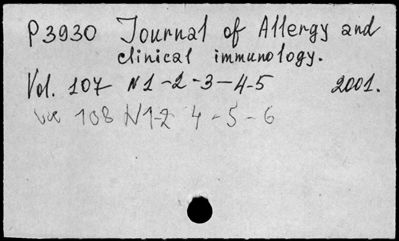 P3930 Journal of Allergy and
clinical immunology.
Vol. 107 N1-2-3-4-5 2001.
108 N1-2 4-5-6